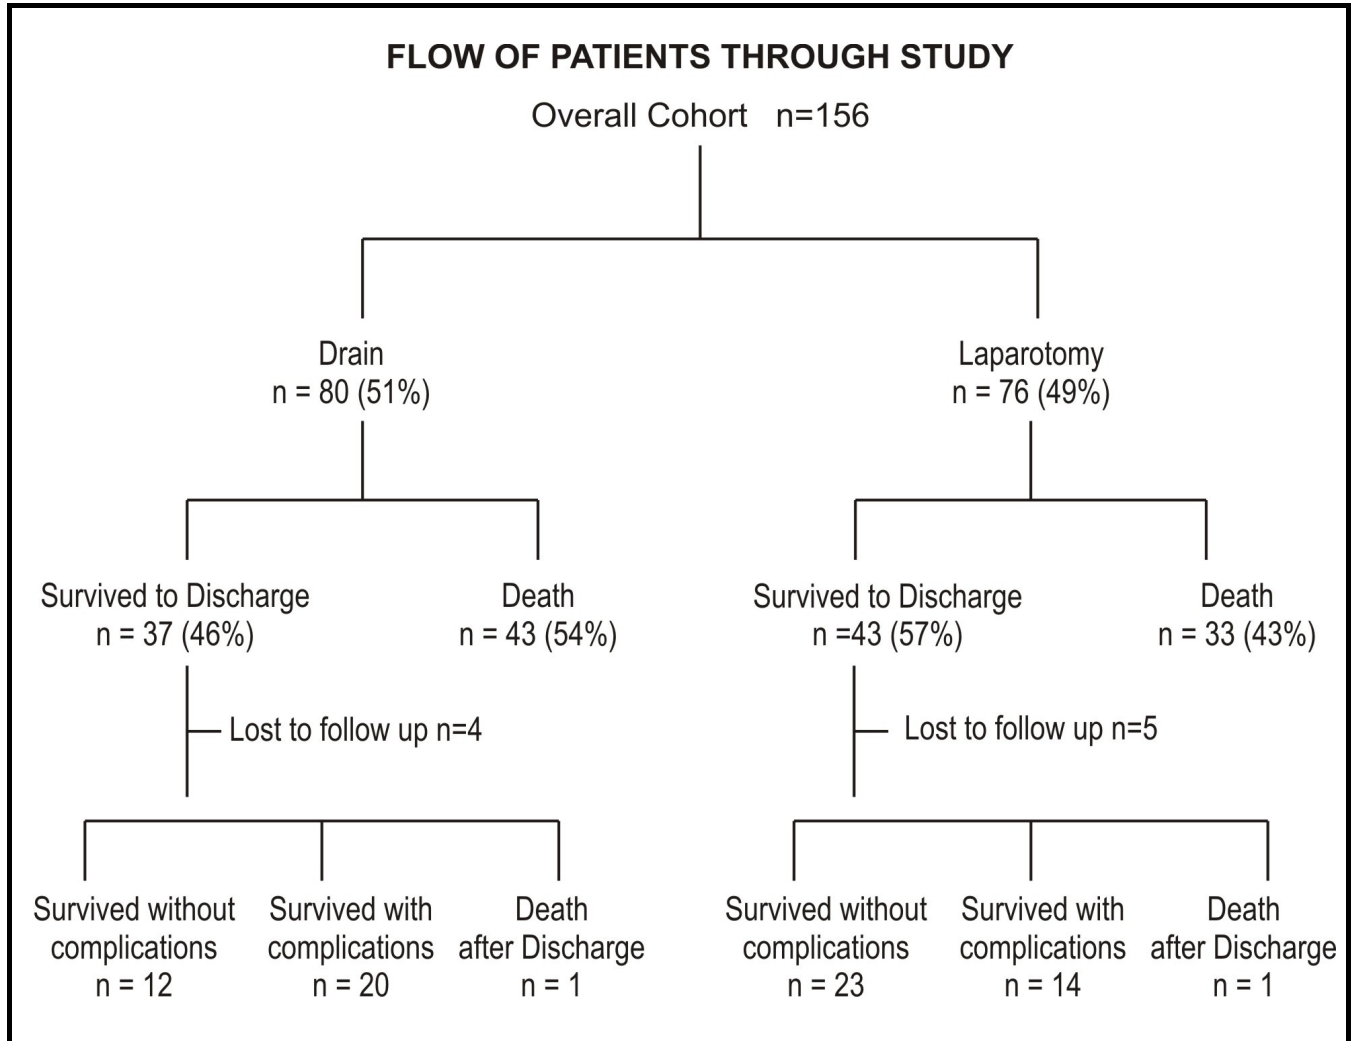 FLOW OF PATIENTS THROUGH STUDY
Overall Cohort n=156
Drain
n = 80 (51%)
Laparotomy
n = 76 (49%)
Survived to Discharge
n = 37 (46%)
Death
n = 43 (54%)
Survived to Discharge
n =43 (57%)
Death
n = 33 (43%)
Lost to follow up n=4
Lost to follow up n=5
Survived without
complications
n = 12
Survived with
complications
n = 20
Death
after Discharge
n = 1
Survived without
complications
n = 23
Survived with
complications
n = 14
Death
after Discharge
n = 1